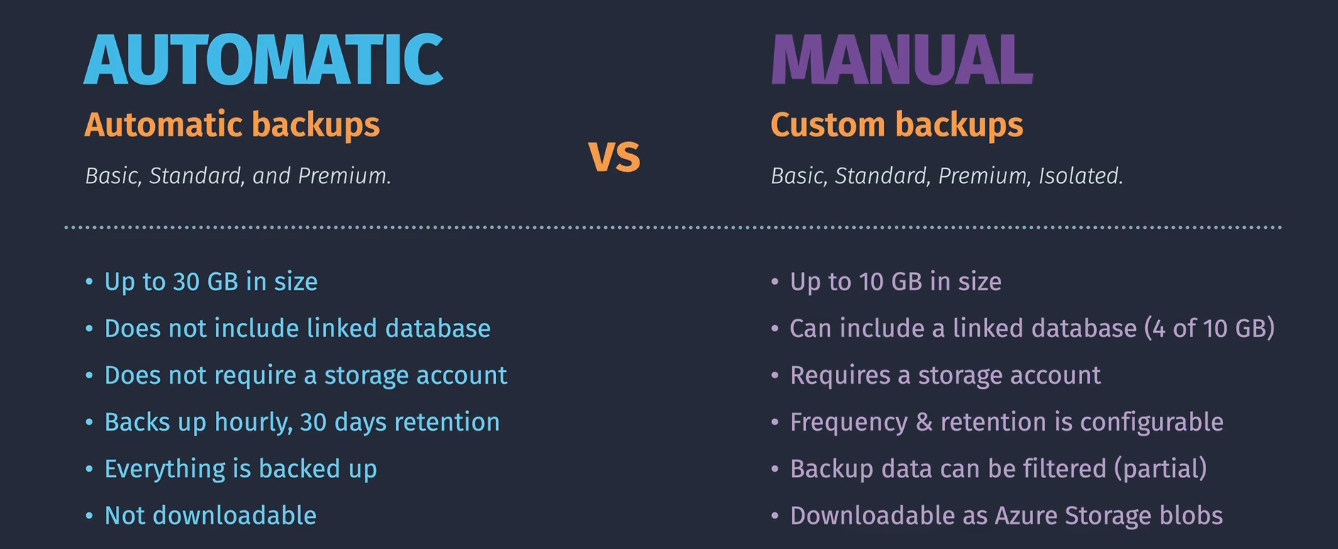 AUTOMATIC
Automatic backups
Basic, Standard, and Premium.
vs
MANUAL
Custom backups
Basic, Standard, Premium, Isolated.
• Up to 30 GB in size
• Does not include linked database
• Does not require a storage account
• Backs up hourly, 30 days retention
• Everything is backed up
• Not downloadable
• Up to 10 GB in size
• Can include a linked database (4 of 10 GB)
• Requires a storage account
• Frequency & retention is configurable
• Backup data can be filtered (partial)
• Downloadable as Azure Storage blobs